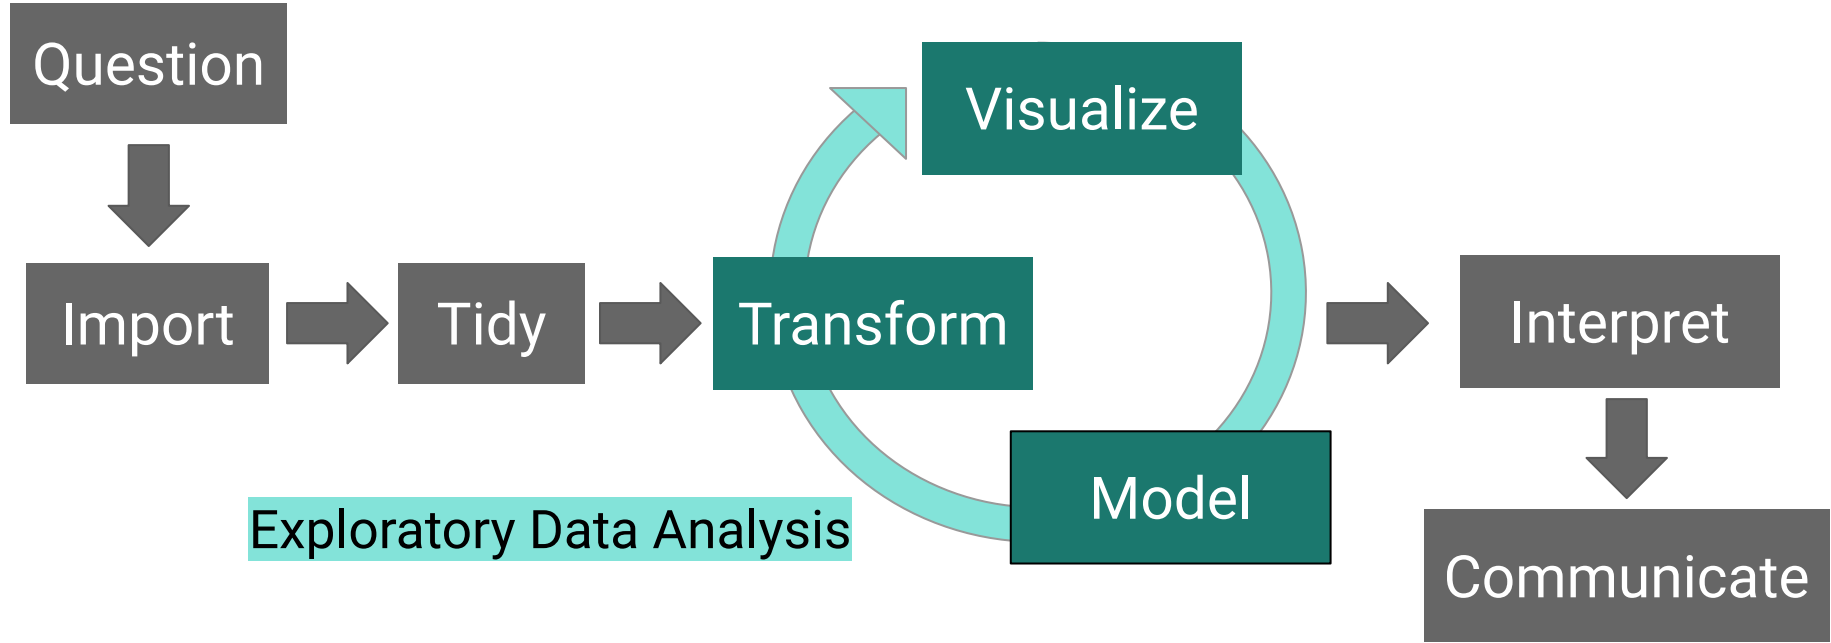 Question
Import
Tidy
Transform
Visualize
Model
Exploratory Data Analysis
Interpret
Communicate